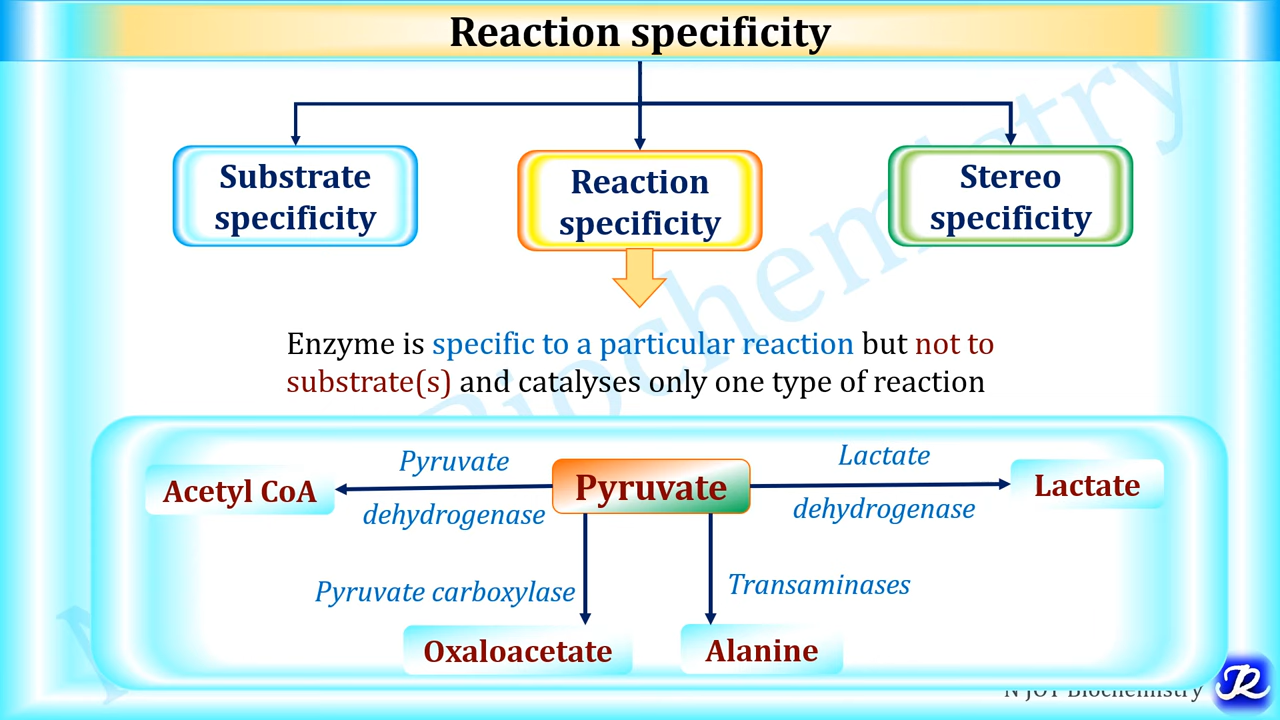 Reaction specificity
Substrate
specificity
Reaction
specificity
Stereo
specificity
Enzyme is specific to a particular reaction but not to
substrate(s) and catalyses only one type of reaction
Pyruvate
dehydrogenase
Acetyl CoA
Pyruvate
Lactate
dehydrogenase
Lactate
Pyruvate carboxylase
Transaminases
Oxaloacetate
Alanine
N JOY Biochemistry